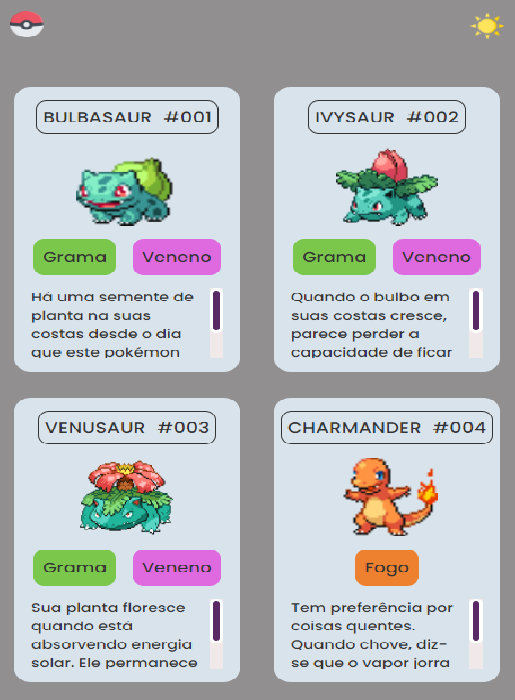 BULBASAUR #001
Grama Veneno
Há uma semente de
planta na suas
costas desde o dia
que este pokémon
IVYSAUR #002
Grama Veneno
Quando o bulbo em
suas costas cresce,
parece perder a
capacidade de ficar
VENUSAUR #003
Grama Veneno
Sua planta floresce
quando está
absorvendo energia
solar. Ele permanece
CHARMANDER #004
Fogo
Tem preferência por
coisas quentes.
Quando chove, diz-
se que o vapor jorra